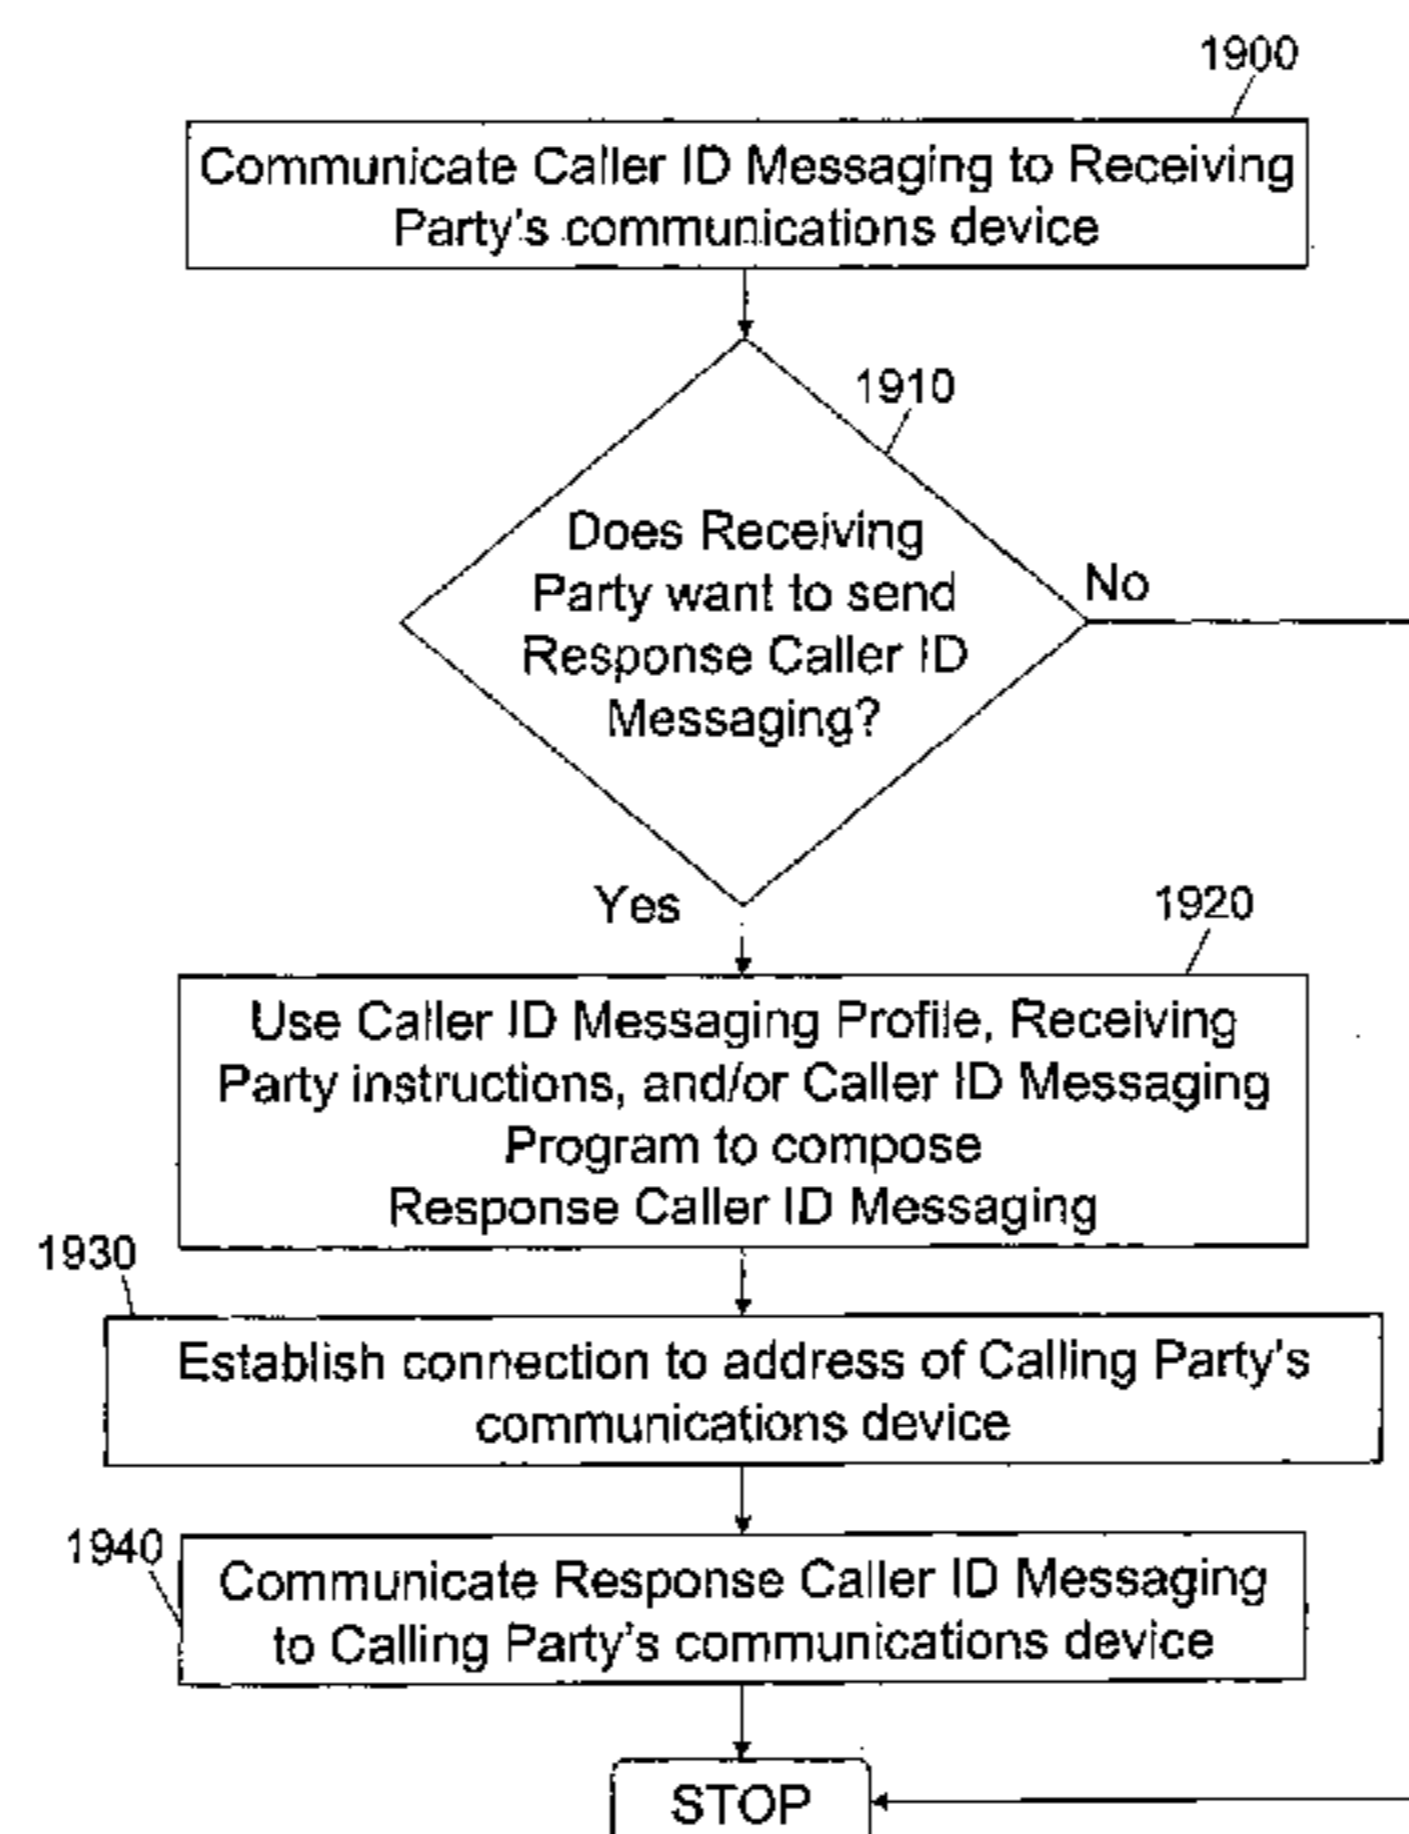 1900
Communicate Caller ID Messaging to Receiving
Party's communications device
1910
Does Receiving
Party want to send
Response Caller ID
Messaging?
No
Yes
1920
Use Caller ID Messaging Profile, Receiving
Party instructions, and/or Caller ID Messaging
Program to compose
Response Caller ID Messaging
1930
Establish connection to address of Calling Party's
communications device
1940
Communicate Response Caller ID Messaging
to Calling Party's communications device
STOP